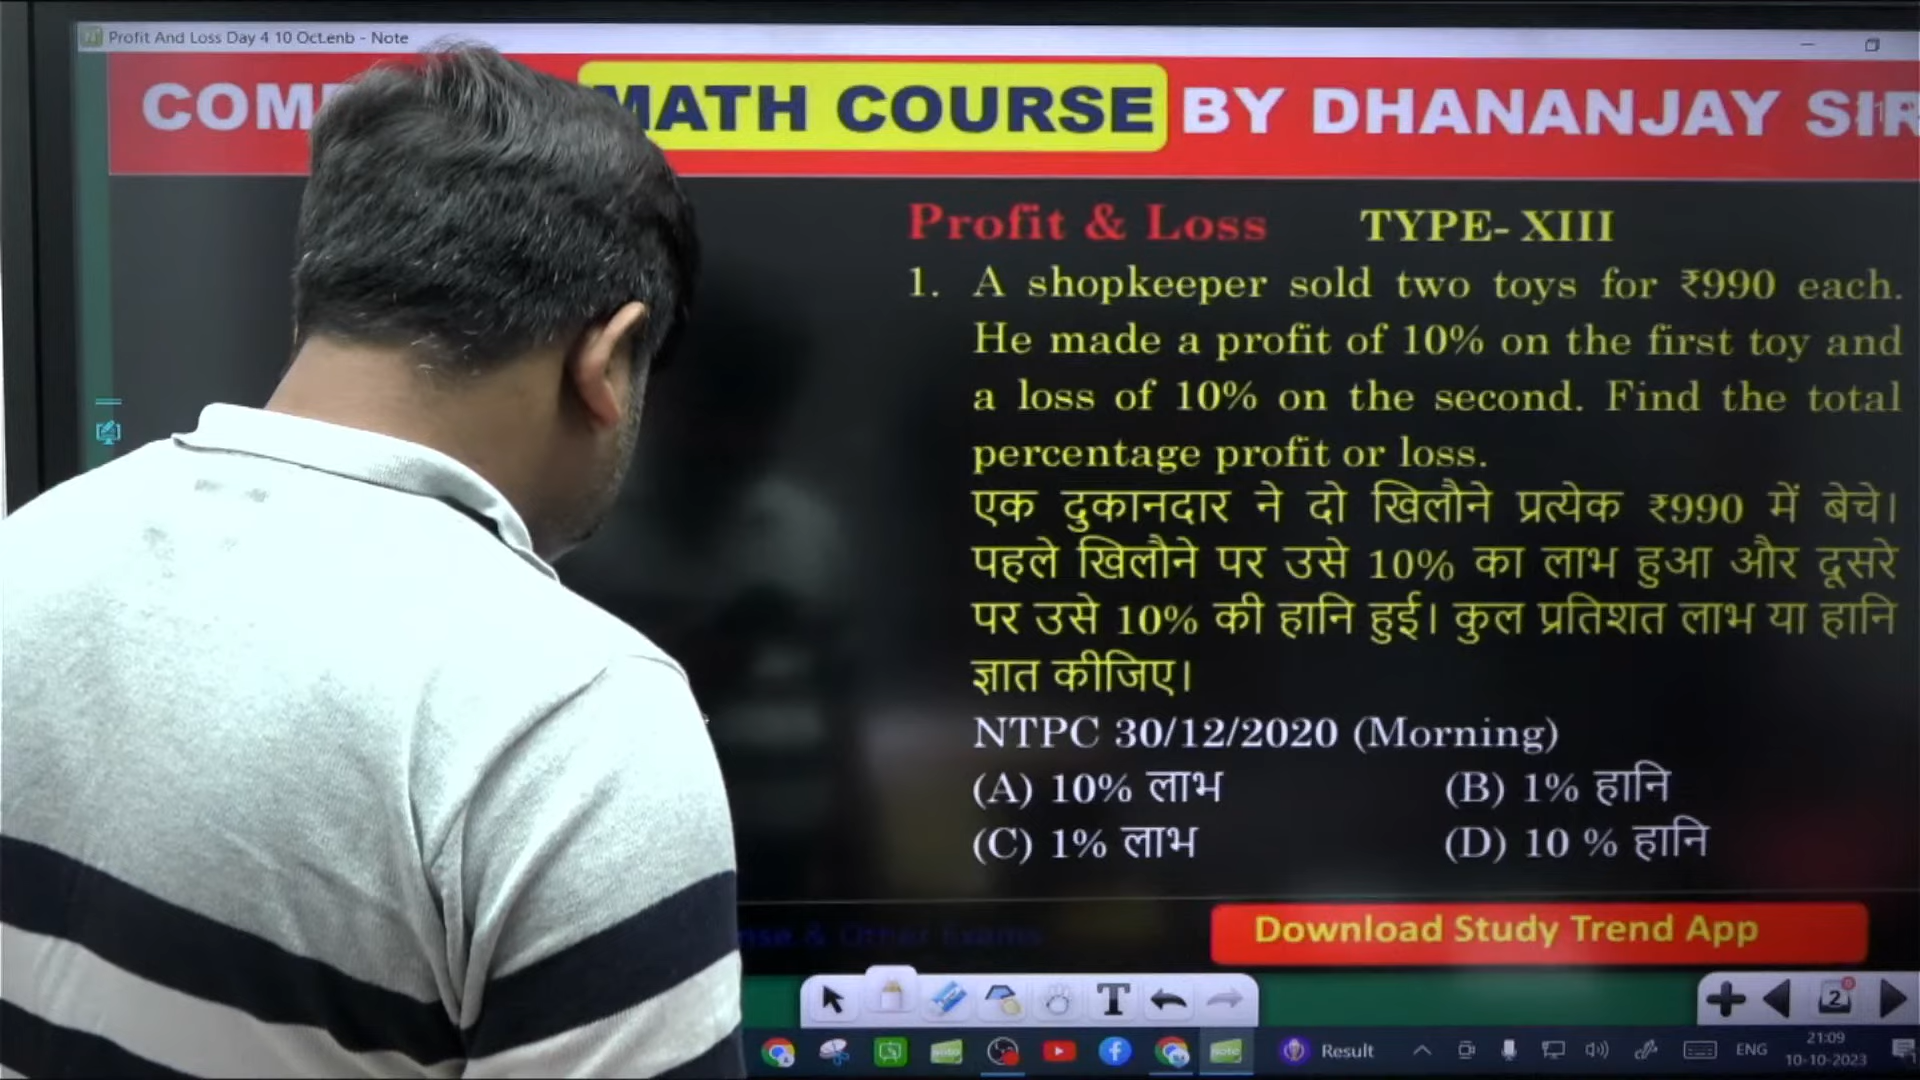 Profit And Loss Day 4 10 Oct.enb - Note
MATH COURSE BY DHANANJAY SIR
Profit & Loss TYPE- XIII
1. A shopkeeper sold two toys for ₹990 each.
He made a profit of 10% on the first toy and
a loss of 10% on the second. Find the total
percentage profit or loss.
एक दुकानदार ने दो खिलौने प्रत्येक ₹990 में बेचे।
पहले खिलौने पर उसे 10% का लाभ हुआ और दूसरे
पर उसे 10% की हानि हुई। कुल प्रतिशत लाभ या हानि
ज्ञात कीजिए।
NTPC 30/12/2020 (Morning)
(A) 10% लाभ (B) 1% हानि
(C) 1% लाभ (D) 10 % हानि
& Other Exams
Download Study Trend App
T
2
Result
ENG
21:09
10-10-2023